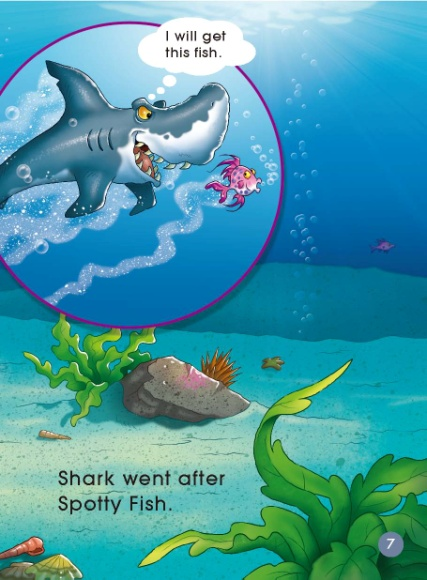 I will get
this fish.
Shark went after
Spotty Fish.
7